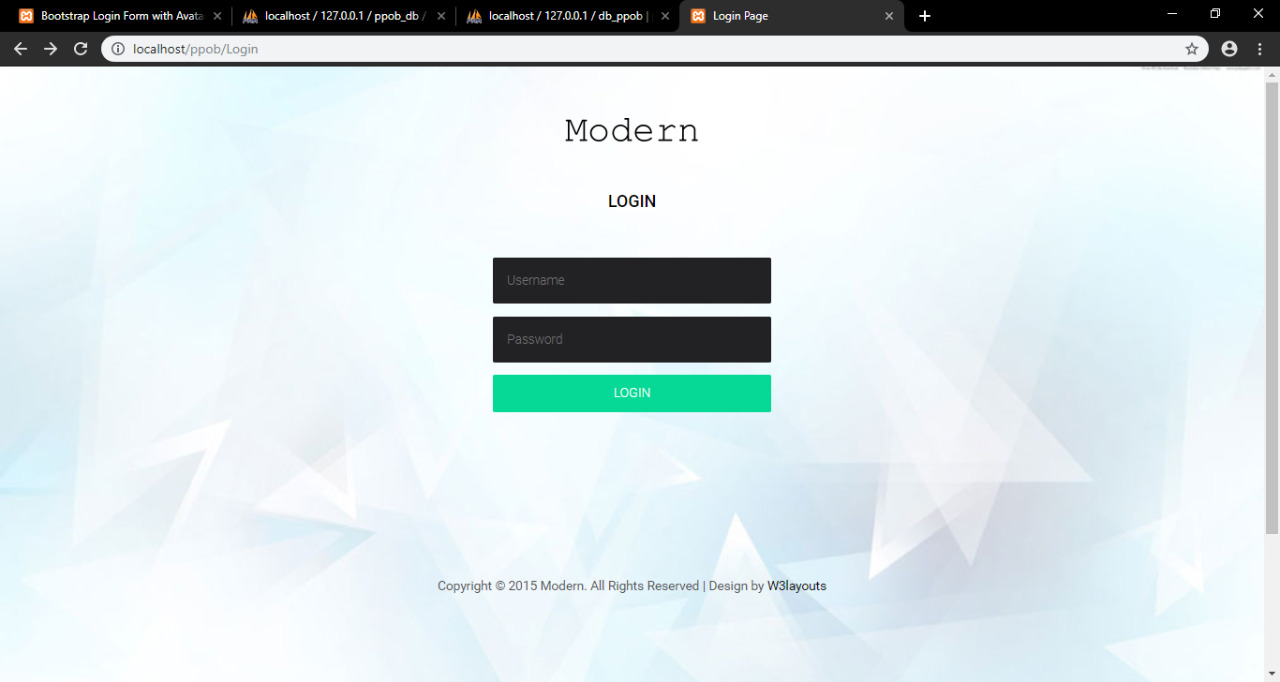 Bootstrap Login Form with Avata
localhost / 127.0.0.1 / ppob_db /
localhost / 127.0.0.1 / db_ppob |
Login Page
localhost/ppob/Login
Modern
LOGIN
Username
Password
LOGIN
Copyright © 2015 Modern. All Rights Reserved | Design by W3layouts